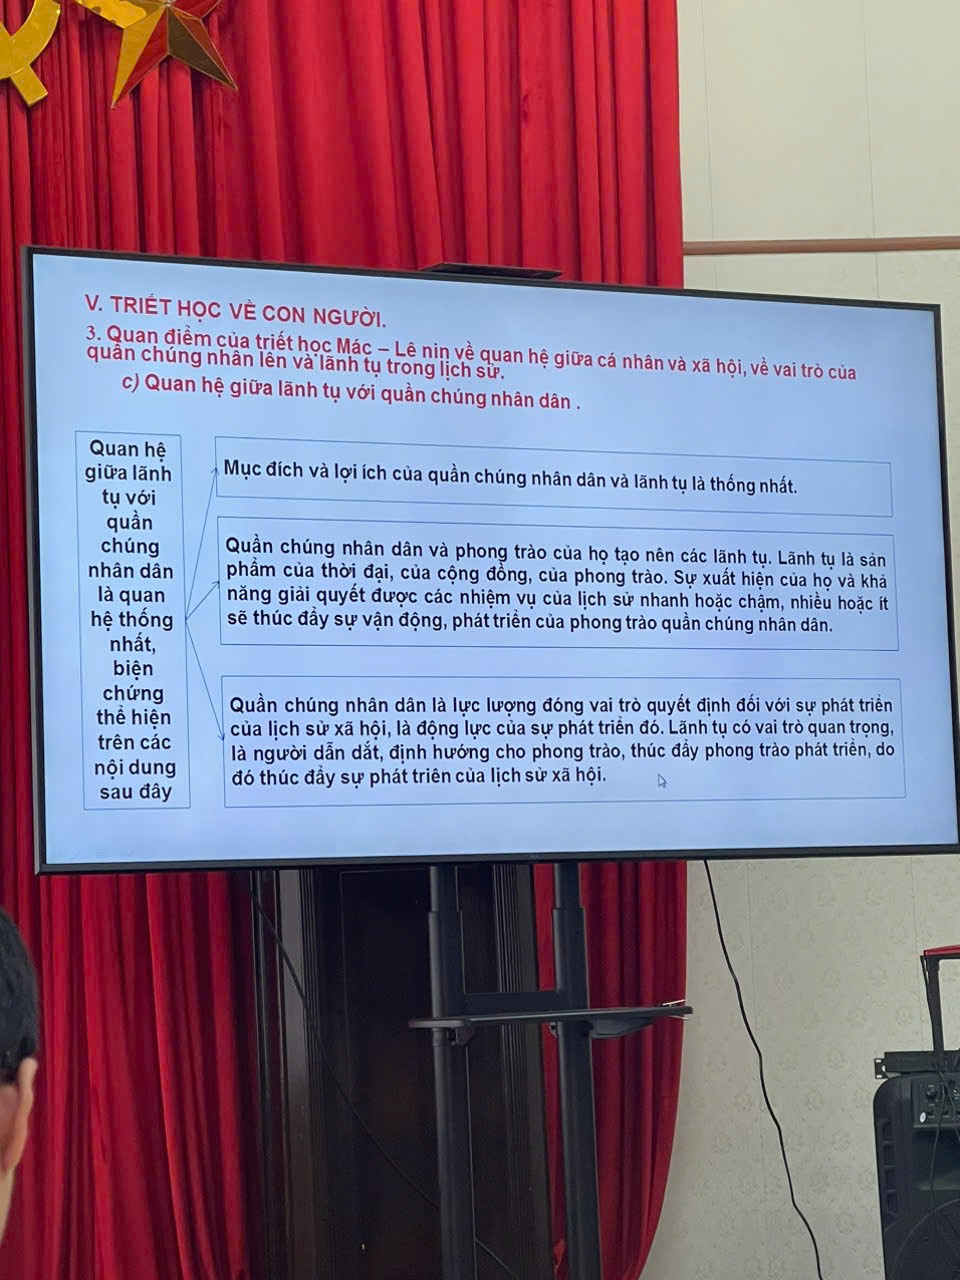 V. TRIẾT HỌC VỀ CON NGƯỜI.
3. Quan điểm của triết học Mác – Lê nin về quan hệ giữa cá nhân và xã hội, về vai trò của
quần chúng nhân lên và lãnh tụ trong lịch sử.
c) Quan hệ giữa lãnh tụ với quần chúng nhân dân .
Quan hệ
giữa lãnh
tụ với
quần
chúng
nhân dân
là quan
hệ thống
nhất,
biện
chứng
thể hiện
trên các
nội dung
sau đây
Mục đích và lợi ích của quần chúng nhân dân và lãnh tụ là thống nhất.
Quần chúng nhân dân và phong trào của họ tạo nên các lãnh tụ. Lãnh tụ là sản
phẩm của thời đại, của cộng đồng, của phong trào. Sự xuất hiện của họ và khả
năng giải quyết được các nhiệm vụ của lịch sử nhanh hoặc chậm, nhiều hoặc ít
sẽ thúc đẩy sự vận động, phát triển của phong trào quần chúng nhân dân.
Quần chúng nhân dân là lực lượng đóng vai trò quyết định đối với sự phát triển
của lịch sử xã hội, là động lực của sự phát triển đó. Lãnh tụ có vai trò quan trọng,
là người dẫn dắt, định hướng cho phong trào, thúc đẩy phong trào phát triển, do
đó thúc đẩy sự phát triên của lịch sử xã hội.